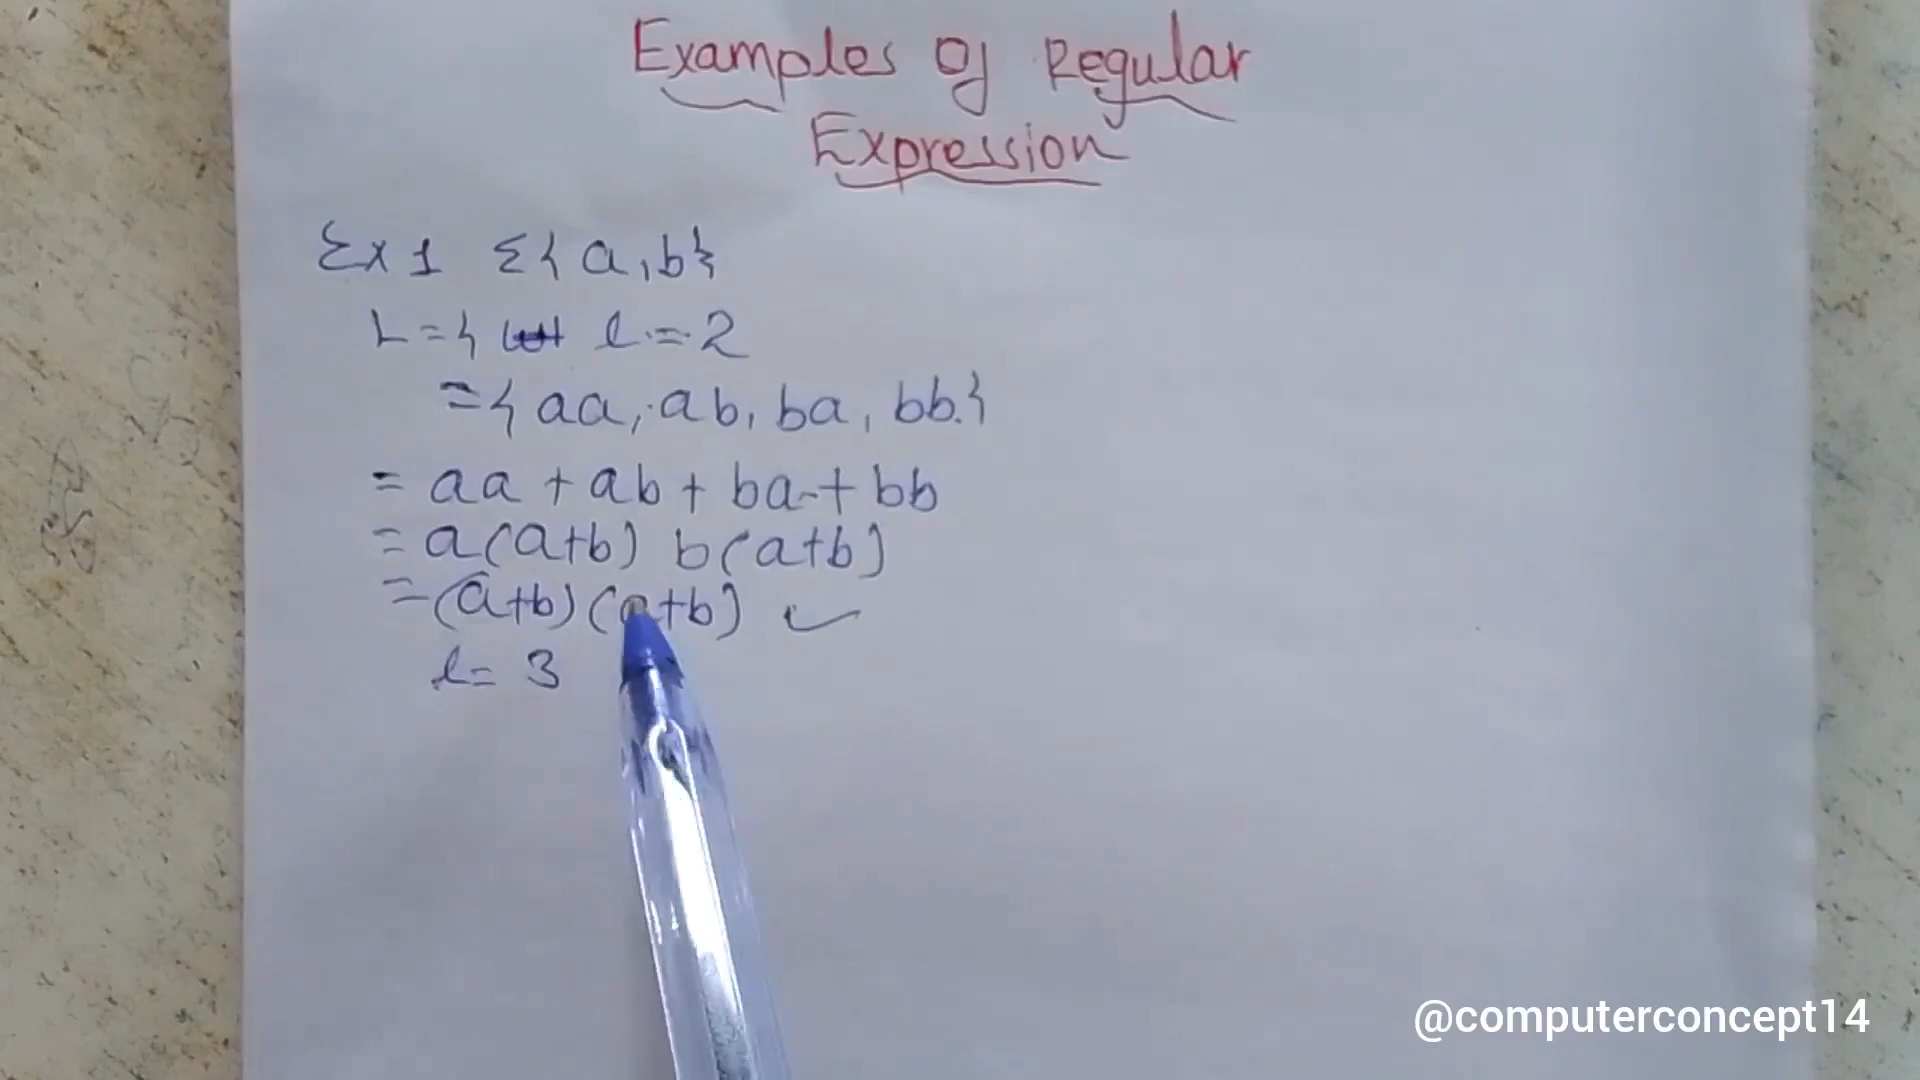 Examples Of Regular
Expression
Ex 1 Σ{a,b}
L={ l=2
={aa, ab, ba, bb}
= aa + ab + ba + bb
= a(a+b) b(a+b)
=(a+b)(a+b)
l= 3
@computerconcept14